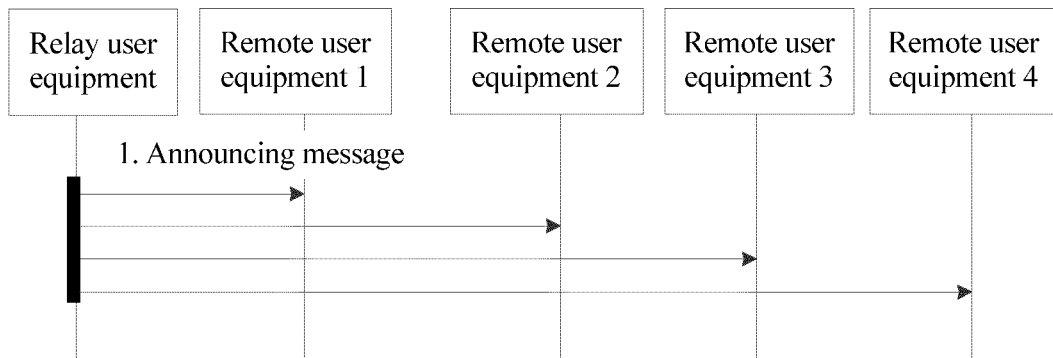 Relay user
equipment
Remote user
equipment 1
Remote user
equipment 2
Remote user
equipment 3
Remote user
equipment 4
1. Announcing message